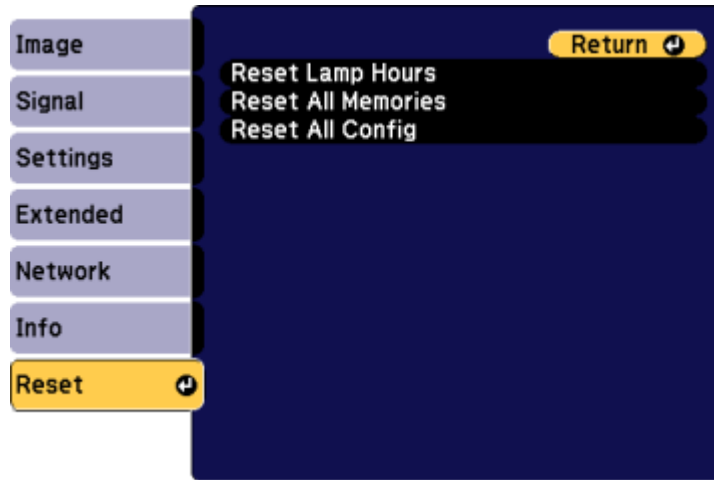 Image
Signal
Settings
Extended
Network
Info
Reset
Return
Reset Lamp Hours
Reset All Memories
Reset All Config